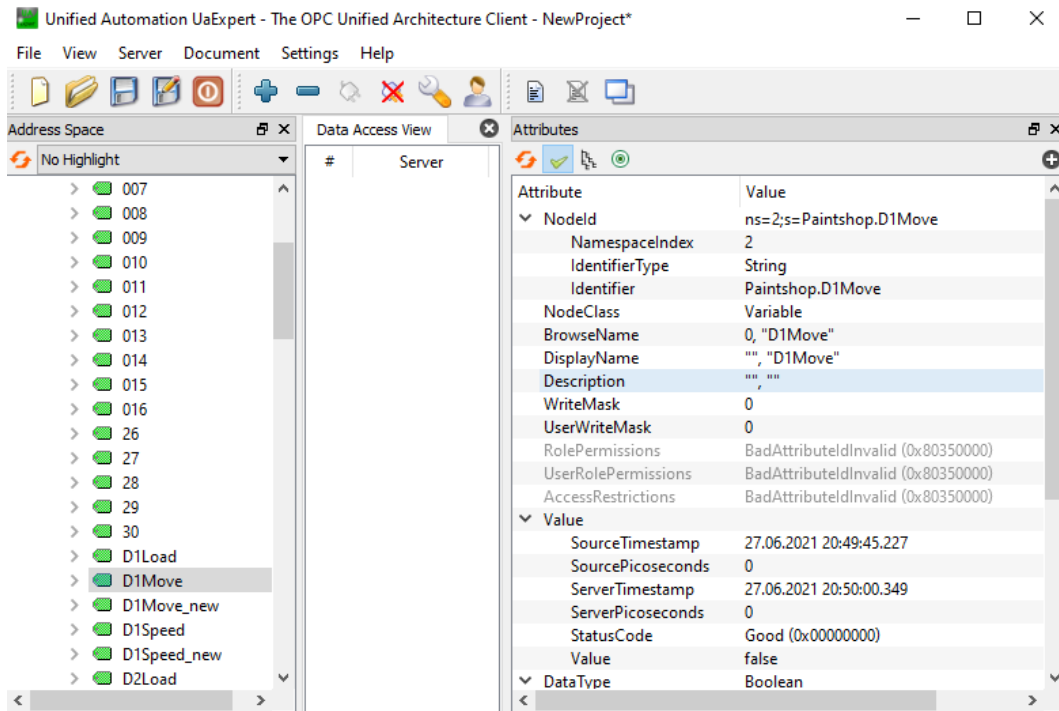 Unified Automation UaExpert - The OPC Unified Architecture Client - NewProject*
File View Server Document Settings Help
Address Space
No Highlight
007
008
009
010
011
012
013
014
015
016
26
27
28
29
30
D1Load
D1Move
D1Move_new
D1Speed
D1Speed_new
D2Load
Data Access View
# Server
Attributes
Attribute Value
NodeId ns=2;s=Paintshop.D1Move
NamespaceIndex 2
IdentifierType String
Identifier Paintshop.D1Move
NodeClass Variable
BrowseName 0, "D1Move"
DisplayName "", "D1Move"
Description "", ""
WriteMask 0
UserWriteMask 0
RolePermissions BadAttributeIdInvalid (0x80350000)
UserRolePermissions BadAttributeIdInvalid (0x80350000)
AccessRestrictions BadAttributeIdInvalid (0x80350000)
Value
SourceTimestamp 27.06.2021 20:49:45.227
SourcePicoseconds 0
ServerTimestamp 27.06.2021 20:50:00.349
ServerPicoseconds 0
StatusCode Good (0x00000000)
Value false
DataType Boolean